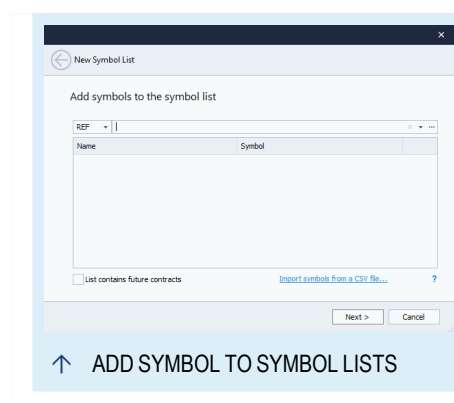 New Symbol List
Add symbols to the symbol list
REF
Name Symbol
List contains future contracts Import symbols from a CSV file... ?
Next > Cancel
↑ ADD SYMBOL TO SYMBOL LISTS